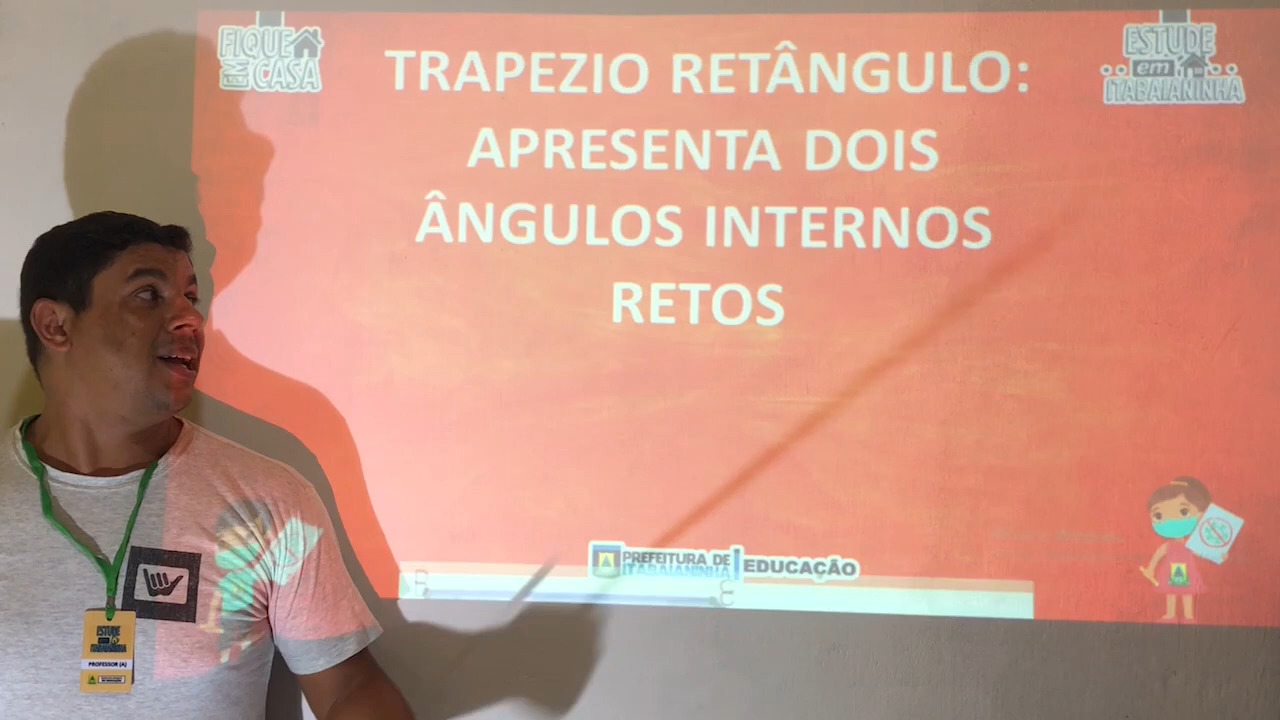 FIQUE
EM CASA
TRAPEZIO RETÂNGULO:
APRESENTA DOIS
ÂNGULOS INTERNOS
RETOS
ESTUDE
em
ITABAIANINHA
PREFEITURA DE
ITABAIANINHA
EDUCAÇÃO
ESTUDE
em
ITABAIANINHA
PROFESSOR (A)